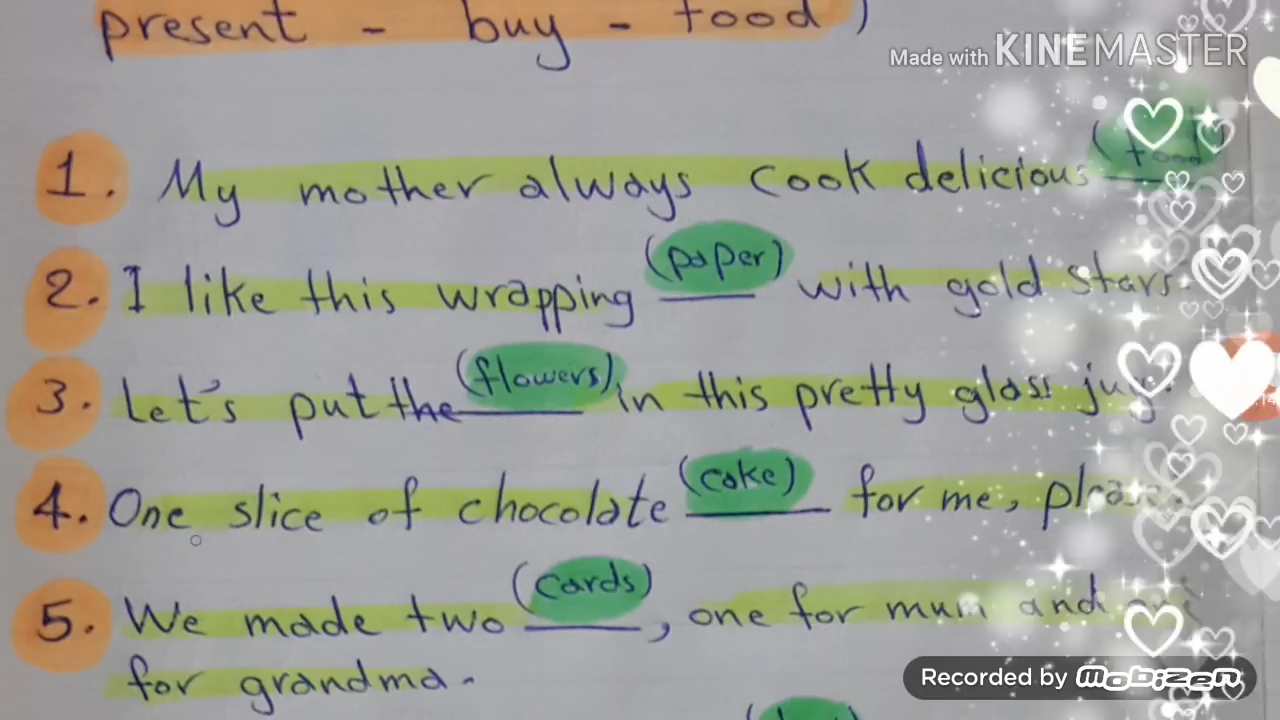 present - buy - food)
Made with KINEMASTER
1. My mother always cook delicious (food)
2. I like this wrapping (paper) with gold stars.
3. Let's put the (flowers) in this pretty glass jug.
4. One slice of chocolate (cake) for me, please.
5. We made two (cards), one for mum and one
for grandma.
Recorded by mobizen